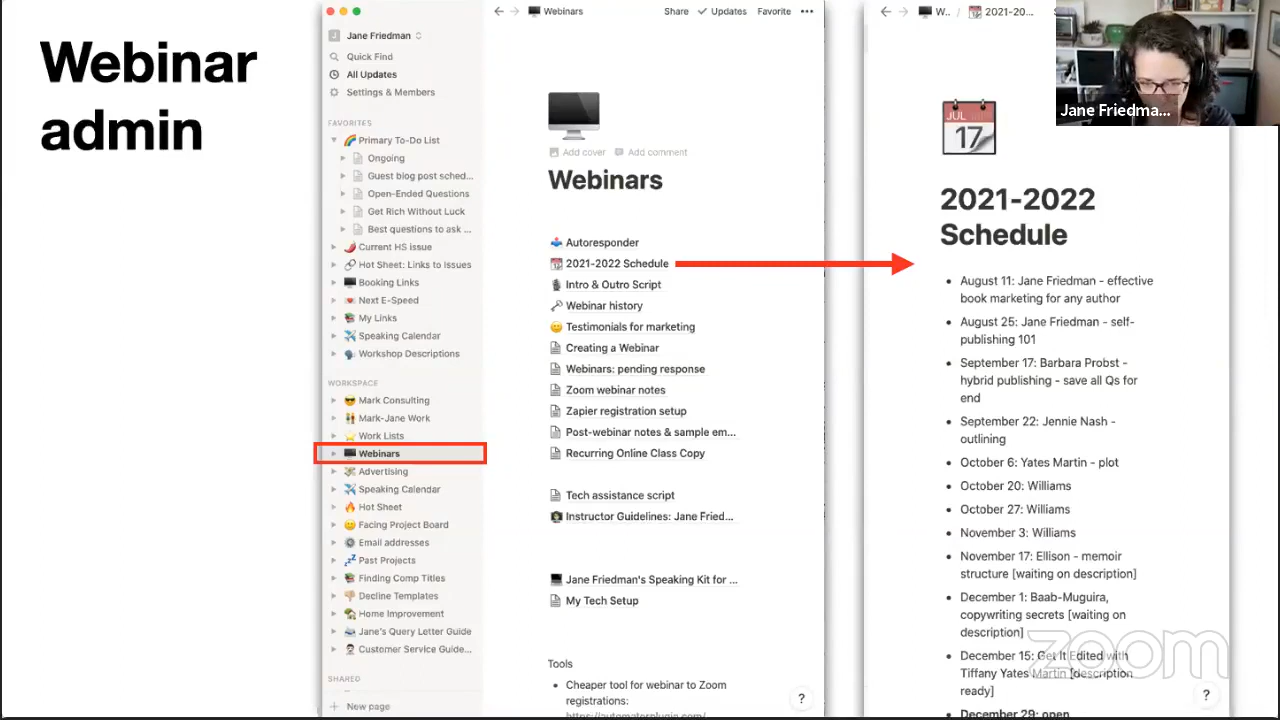 Webinar
admin
Jane Friedman
Quick Find
All Updates
Settings & Members
FAVORITES
Primary To-Do List
Ongoing
Guest blog post sched...
Open-Ended Questions
Get Rich Without Luck
Best questions to ask ...
Current HS issue
Hot Sheet: Links to issues
Booking Links
Next E-Speed
My Links
Speaking Calendar
Workshop Descriptions
WORKSPACE
Mark Consulting
Mark-Jane Work
Work Lists
Webinars
Advertising
Speaking Calendar
Hot Sheet
Facing Project Board
Email addresses
Past Projects
Finding Comp Titles
Decline Templates
Home Improvement
Jane's Query Letter Guide
Customer Service Guide...
SHARED
+ New page
Webinars
Share ✓ Updates Favorite •••
Add cover Add comment
Webinars
Autoresponder
2021-2022 Schedule
Intro & Outro Script
Webinar history
Testimonials for marketing
Creating a Webinar
Webinars: pending response
Zoom webinar notes
Zapier registration setup
Post-webinar notes & sample em...
Recurring Online Class Copy
Tech assistance script
Instructor Guidelines: Jane Fried...
Jane Friedman's Speaking Kit for ...
My Tech Setup
Tools
• Cheaper tool for webinar to Zoom
registrations:
https://automatorplugin.com/
?
W... / 2021-20...
Jane Friedma...
JUL
17
2021-2022
Schedule
• August 11: Jane Friedman - effective
book marketing for any author
• August 25: Jane Friedman - self-
publishing 101
• September 17: Barbara Probst -
hybrid publishing - save all Qs for
end
• September 22: Jennie Nash -
outlining
• October 6: Yates Martin - plot
• October 20: Williams
• October 27: Williams
• November 3: Williams
• November 17: Ellison - memoir
structure [waiting on description]
• December 1: Baab-Muguira,
copywriting secrets [waiting on
description]
• December 15: Get It Edited with
Tiffany Yates Martin [description
ready]
• December 29: open
zoom
?